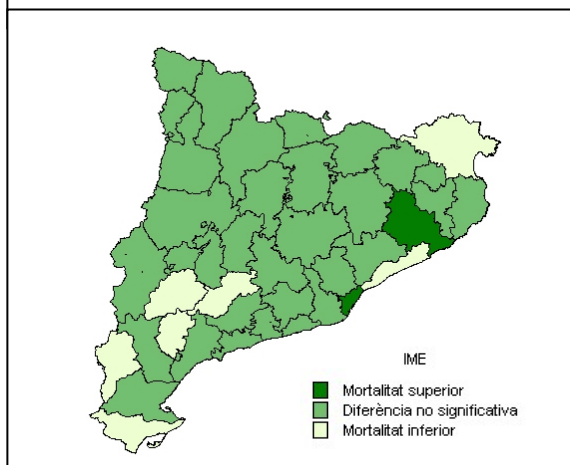 IME
Mortalitat superior
Diferència no significativa
Mortalitat inferior